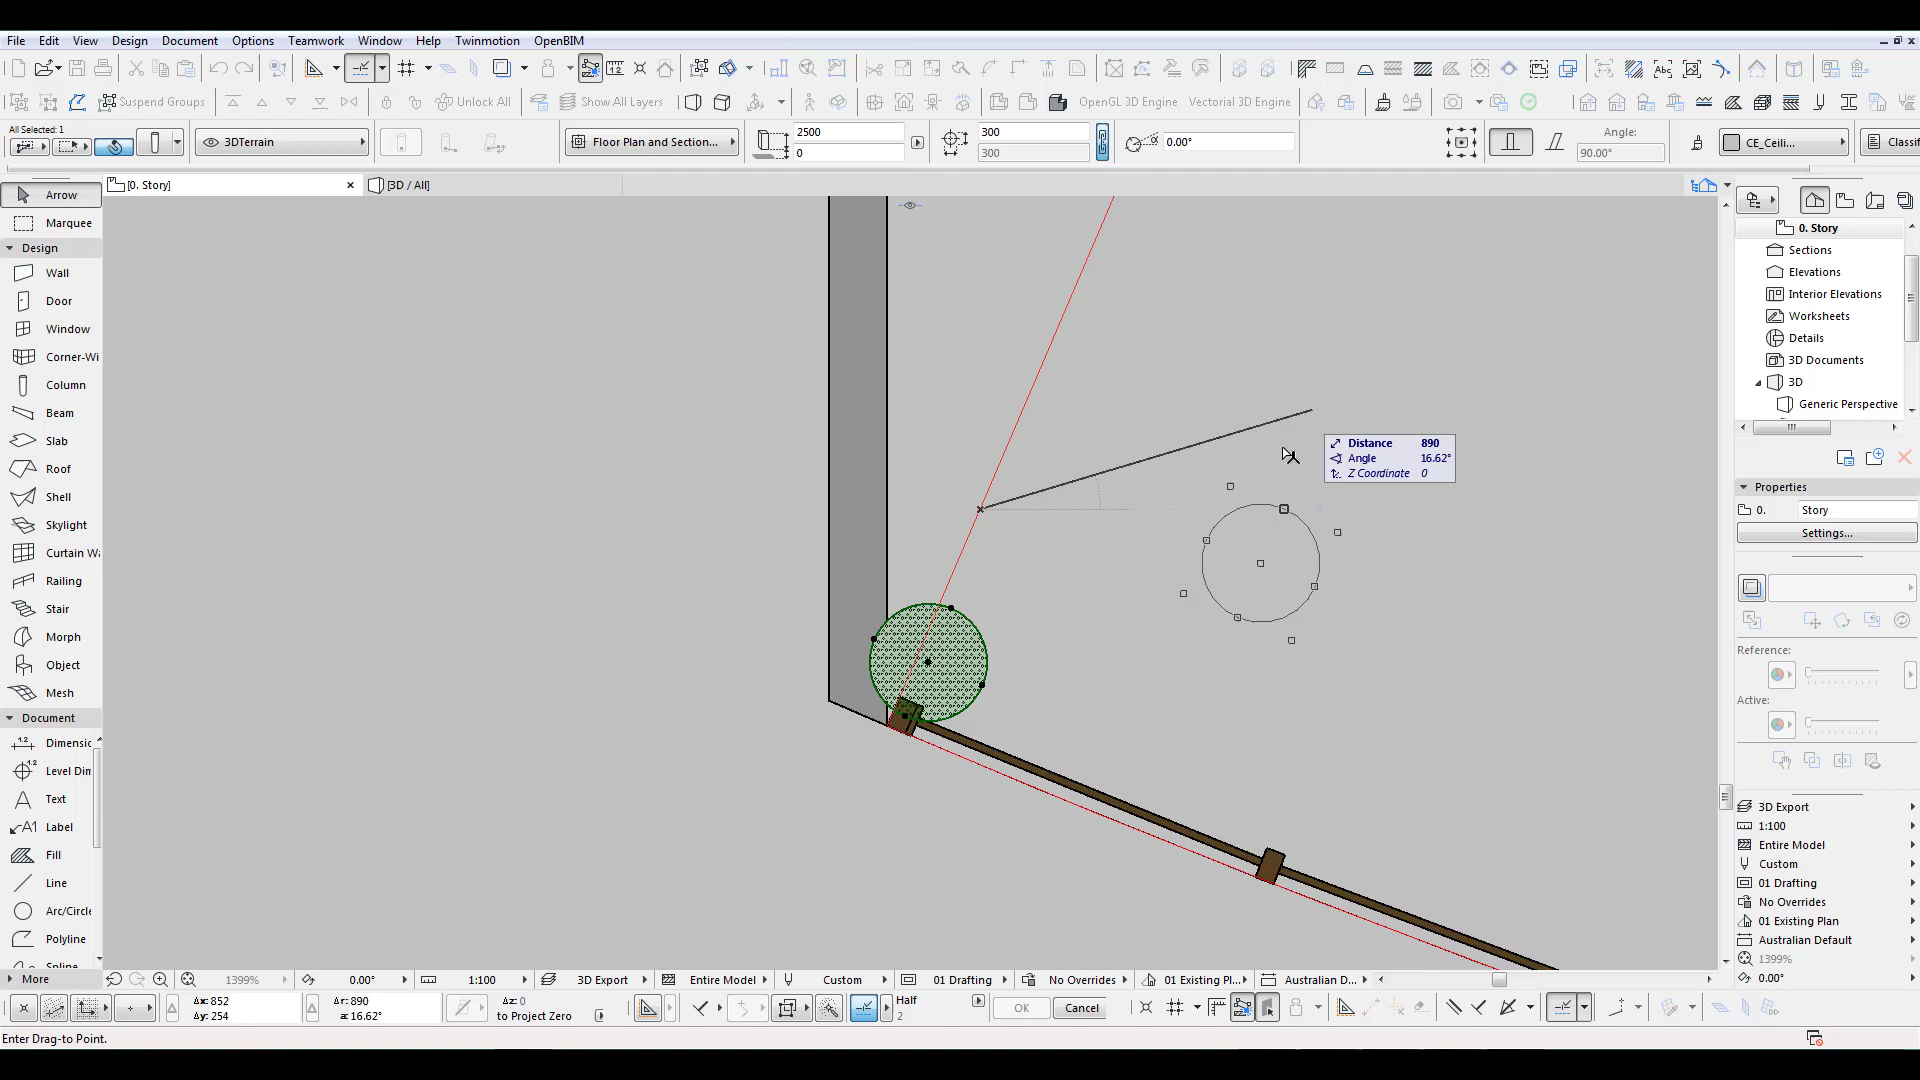 File Edit View Design Document Options Teamwork Window Help Twinmotion OpenBIM
Suspend Groups Unlock All Show All Layers OpenGL 3D Engine Vectorial 3D Engine
All Selected: 1
3DTerrain
Floor Plan and Section...
2500
0
300
300
0.00°
Angle:
90.00°
CE_Ceili...
Classif
[0. Story]
[3D / All]
Arrow
Marquee
Design
Wall
Door
Window
Corner-Wi
Column
Beam
Slab
Roof
Shell
Skylight
Curtain Wa
Railing
Stair
Morph
Object
Mesh
Document
Dimensic
Level Dim
Text
Label
Fill
Line
Arc/Circle
Polyline
Spline
More
Distance 890
Angle 16.62°
Z Coordinate 0
0. Story
Sections
Elevations
Interior Elevations
Worksheets
Details
3D Documents
3D
Generic Perspective
Properties
0. Story
Settings...
Reference:
Active:
3D Export
1:100
Entire Model
Custom
01 Drafting
No Overrides
01 Existing Plan
Australian Default
1399%
0.00°
1399% 0.00° 1:100 3D Export Entire Model Custom 01 Drafting No Overrides 01 Existing Pl... Australian D...
Δx: 852
Δy: 254
Δr: 890
a: 16.62°
Δz: 0
to Project Zero
Half
2
OK
Cancel
Enter Drag-to Point.